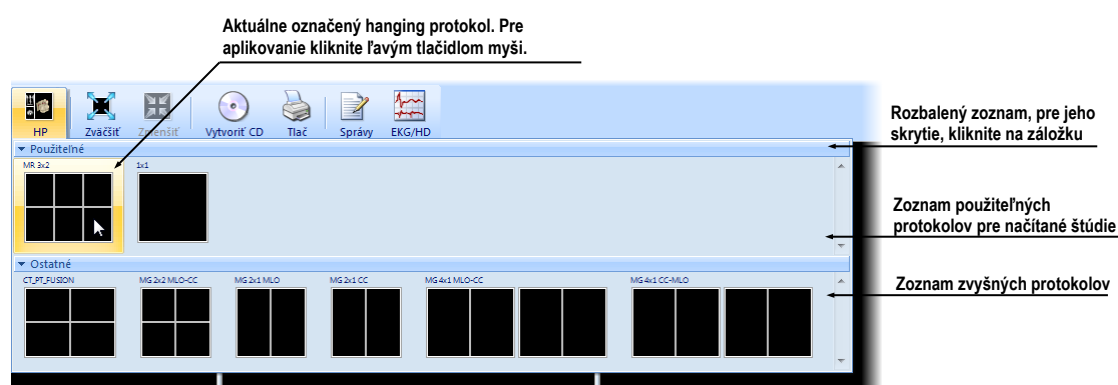 Aktuálne označený hanging protokol. Pre
aplikovanie kliknite ľavým tlačidlom myši.
HP Zväčšiť Zmenšiť Vytvoriť CD Tlač Správy EKG/HD
Rozbalený zoznam, pre jeho
skrytie, kliknite na záložku
Použiteľné
MR 3x2 1x1
Zoznam použiteľných
protokolov pre načítané štúdie
Ostatné
CT_PT_FUSION MG 2x2 MLO-CC MG 2x1 MLO MG 2x1 CC MG 4x1 MLO-CC MG 4x1 CC-MLO
Zoznam zvyšných protokolov